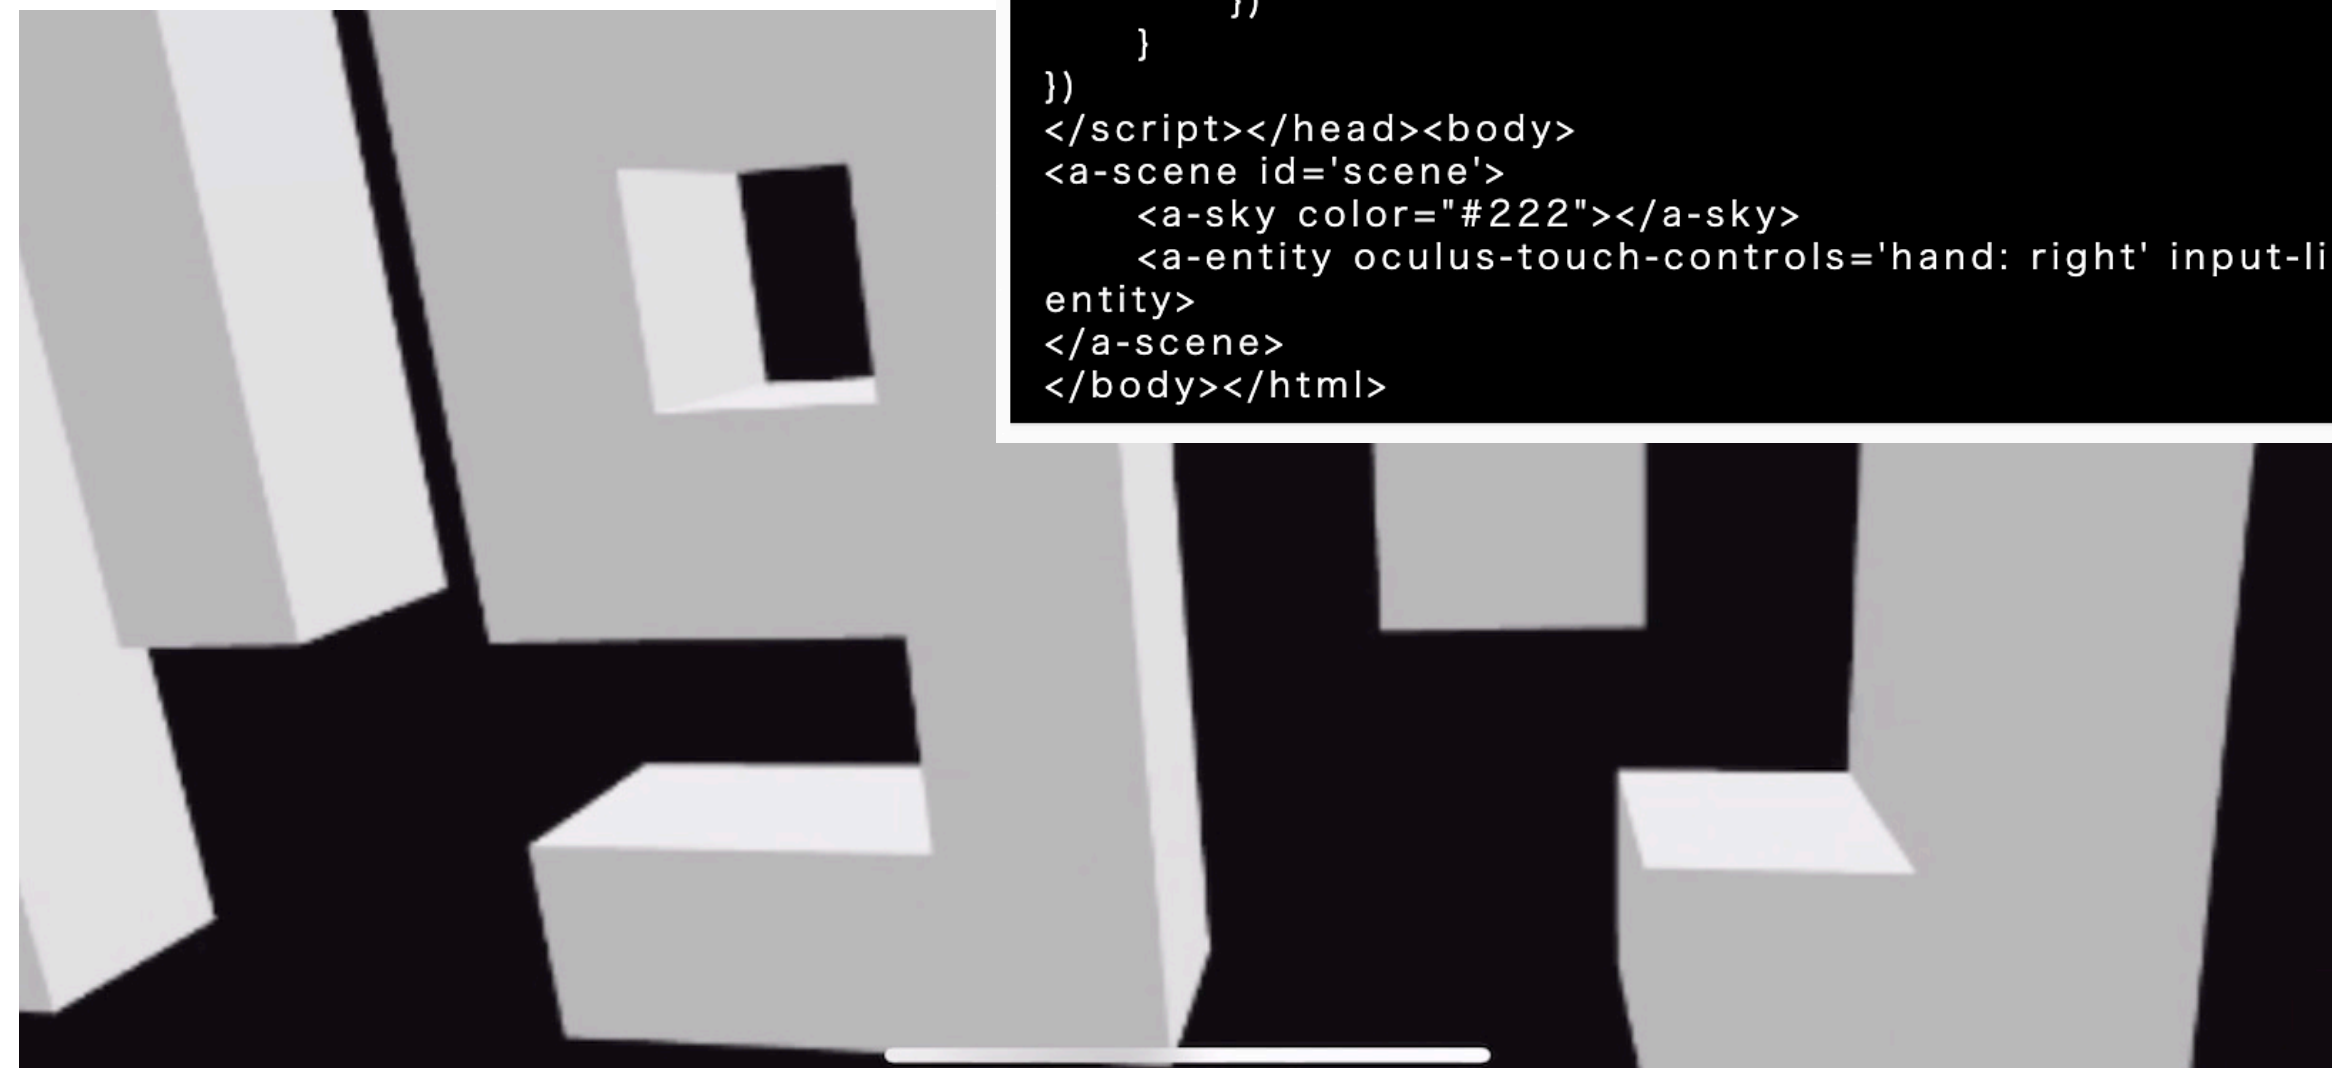 })
}
})
</script></head><body>
<a-scene id='scene'>
<a-sky color="#222"></a-sky>
<a-entity oculus-touch-controls='hand: right' input-li
entity>
</a-scene>
</body></html>